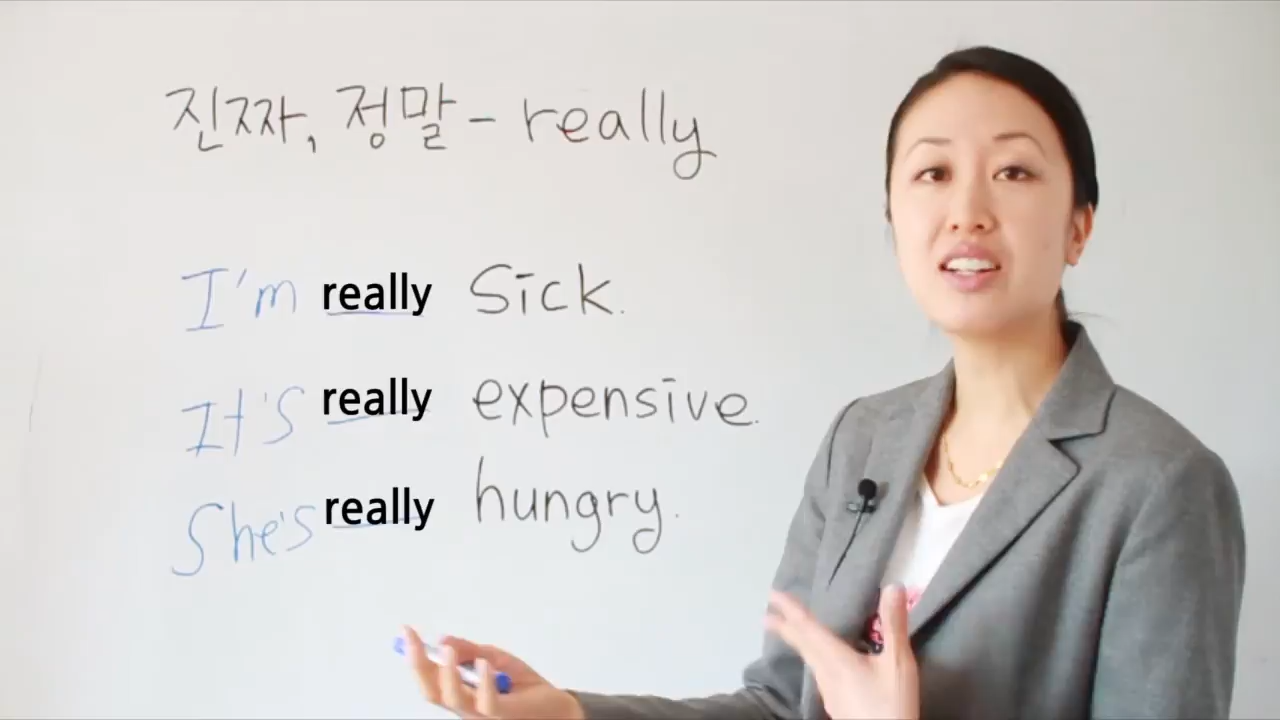 진짜, 정말 - really
I'm really Sick.
It's really expensive.
She's really hungry.